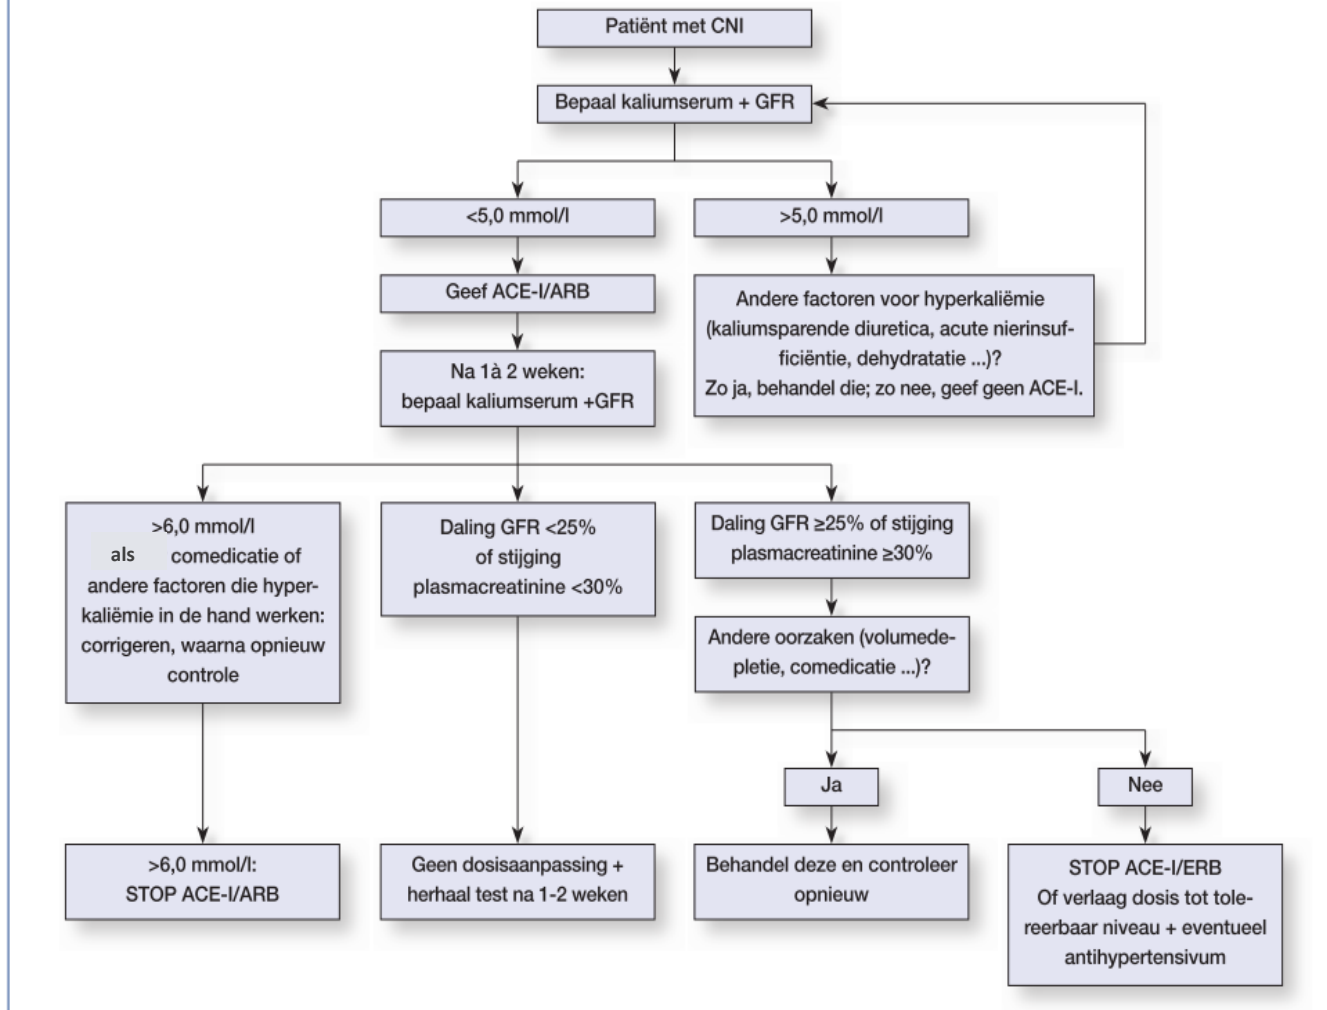 Patiënt met CNI
Bepaal kaliumserum + GFR
<5,0 mmol/l
>5,0 mmol/l
Geef ACE-I/ARB
Andere factoren voor hyperkaliëmie
(kaliumsparende diuretica, acute nierinsuf-
ficiëntie, dehydratatie ...)?
Zo ja, behandel die; zo nee, geef geen ACE-I.
Na 1à 2 weken:
bepaal kaliumserum +GFR
>6,0 mmol/l
als comedicatie of
andere factoren die hyper-
kaliëmie in de hand werken:
corrigeren, waarna opnieuw
controle
Daling GFR <25%
of stijging
plasmacreatinine <30%
Daling GFR ≥25% of stijging
plasmacreatinine ≥30%
Andere oorzaken (volumede-
pletie, comedicatie ...)?
Ja
Nee
>6,0 mmol/l:
STOP ACE-I/ARB
Geen dosisaanpassing +
herhaal test na 1-2 weken
Behandel deze en controleer
opnieuw
STOP ACE-I/ERB
Of verlaag dosis tot tole-
reerbaar niveau + eventueel
antihypertensivum